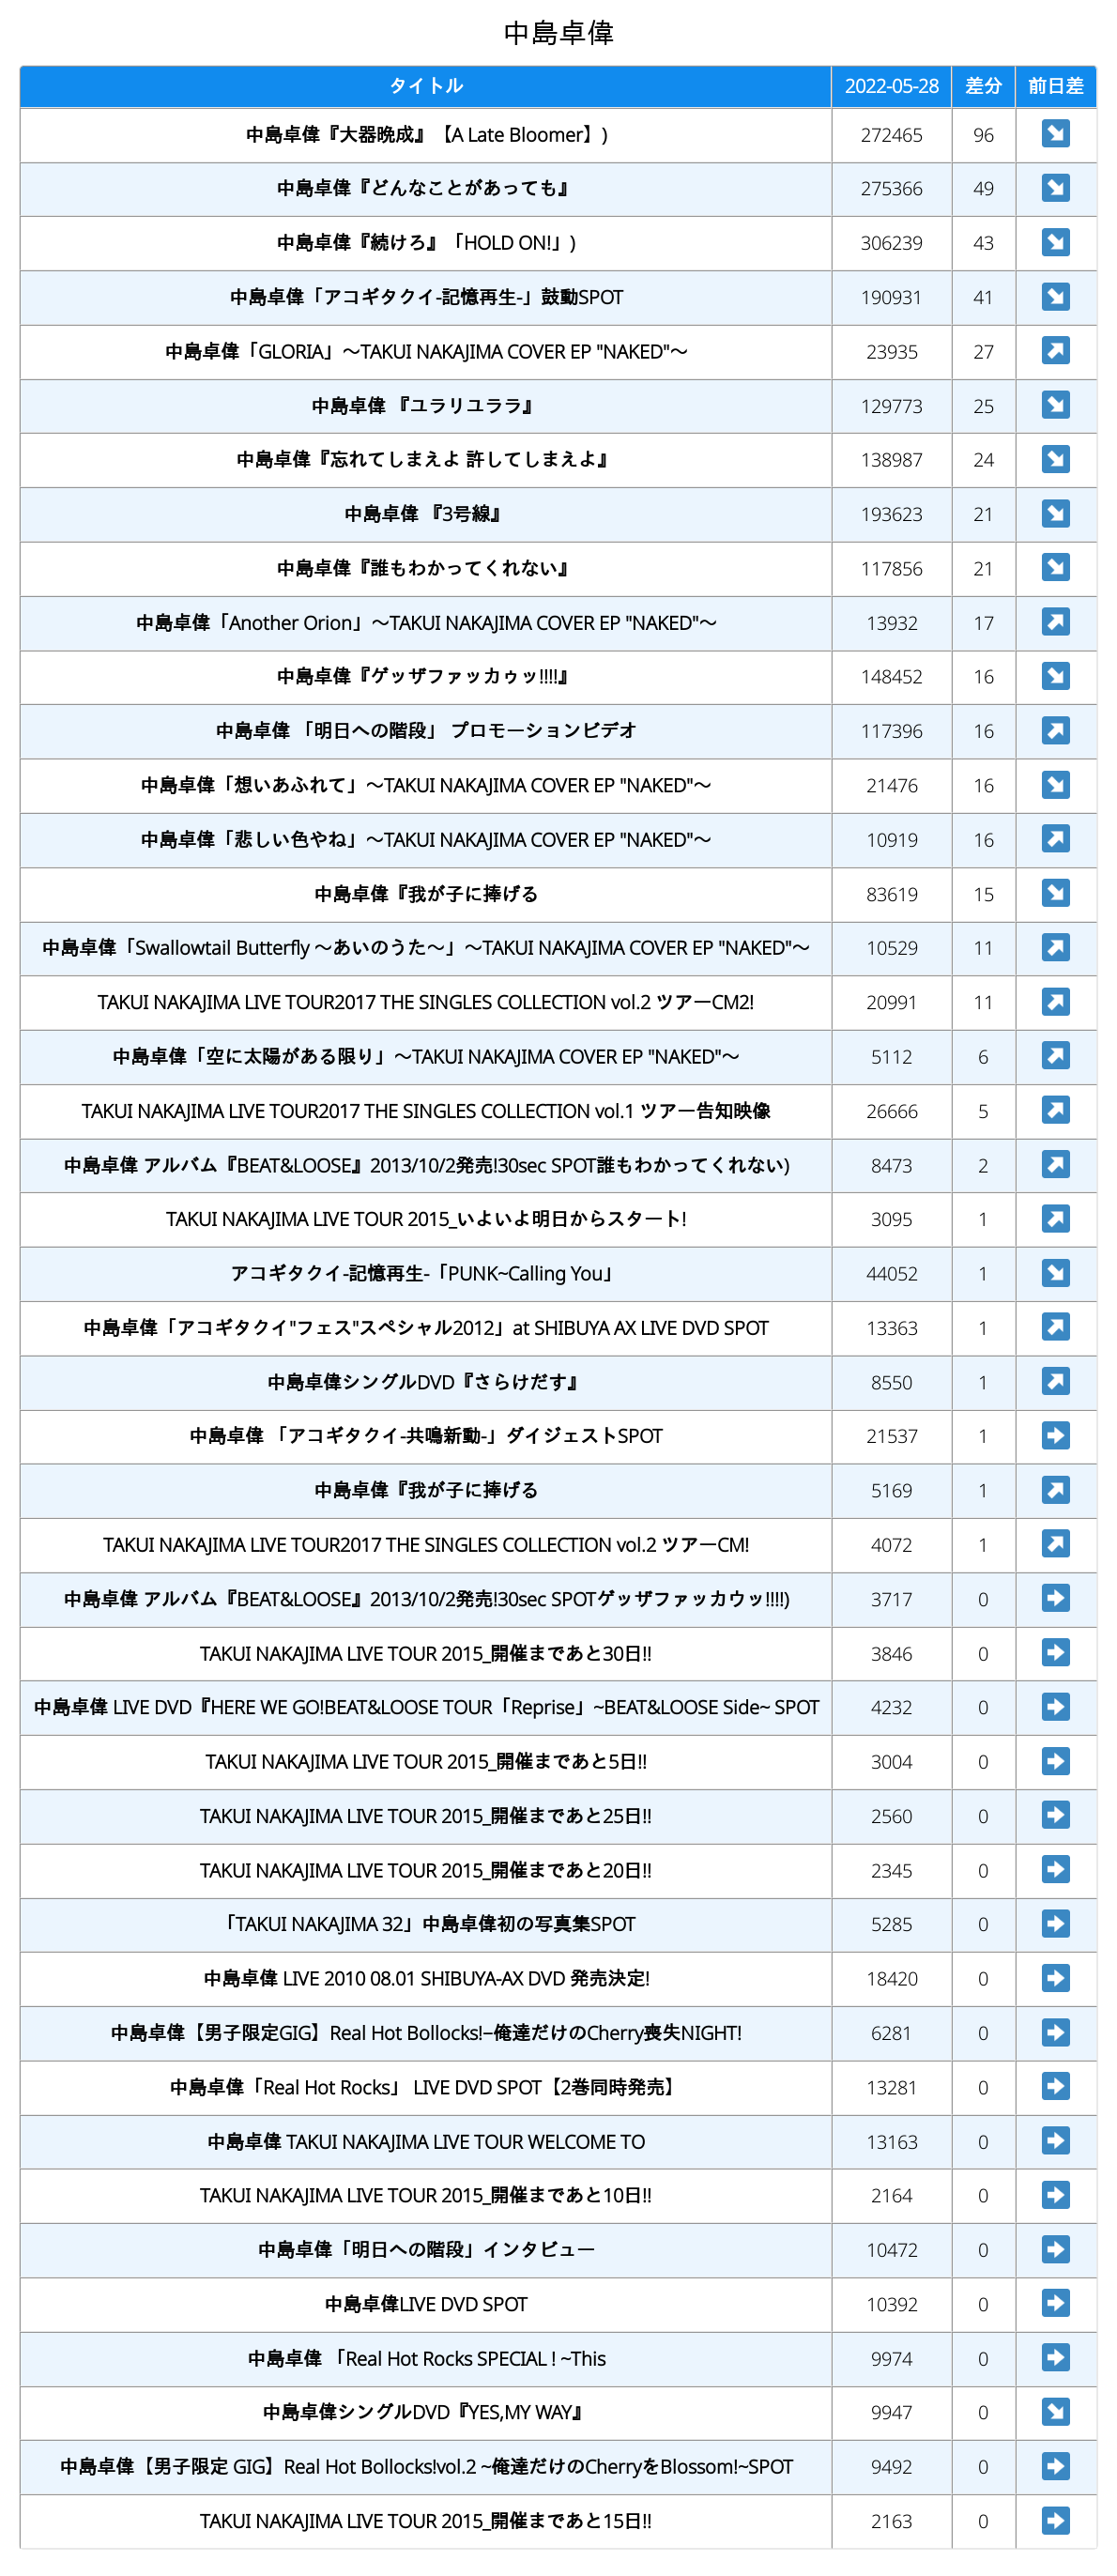 中島卓偉
タイトル 2022-05-28 差分 前日差
中島卓偉『大器晩成』【A Late Bloomer】) 272465 96 ↘
中島卓偉『どんなことがあっても』 275366 49 ↘
中島卓偉『続けろ』「HOLD ON!」) 306239 43 ↘
中島卓偉「アコギタクイ-記憶再生-」鼓動SPOT 190931 41 ↘
中島卓偉「GLORIA」〜TAKUI NAKAJIMA COVER EP "NAKED"〜 23935 27 ↗
中島卓偉 『ユラリユララ』 129773 25 ↘
中島卓偉『忘れてしまえよ 許してしまえよ』 138987 24 ↘
中島卓偉 『3号線』 193623 21 ↘
中島卓偉『誰もわかってくれない』 117856 21 ↘
中島卓偉「Another Orion」〜TAKUI NAKAJIMA COVER EP "NAKED"〜 13932 17 ↗
中島卓偉『ゲッザファッカゥッ!!!!』 148452 16 ↘
中島卓偉 「明日への階段」 プロモーションビデオ 117396 16 ↗
中島卓偉「想いあふれて」〜TAKUI NAKAJIMA COVER EP "NAKED"〜 21476 16 ↘
中島卓偉「悲しい色やね」〜TAKUI NAKAJIMA COVER EP "NAKED"〜 10919 16 ↗
中島卓偉『我が子に捧げる 83619 15 ↘
中島卓偉「Swallowtail Butterfly 〜あいのうた〜」〜TAKUI NAKAJIMA COVER EP "NAKED"〜 10529 11 ↗
TAKUI NAKAJIMA LIVE TOUR2017 THE SINGLES COLLECTION vol.2 ツアーCM2! 20991 11 ↗
中島卓偉「空に太陽がある限り」〜TAKUI NAKAJIMA COVER EP "NAKED"〜 5112 6 ↗
TAKUI NAKAJIMA LIVE TOUR2017 THE SINGLES COLLECTION vol.1 ツアー告知映像 26666 5 ↗
中島卓偉 アルバム『BEAT&LOOSE』2013/10/2発売!30sec SPOT誰もわかってくれない) 8473 2 ↗
TAKUI NAKAJIMA LIVE TOUR 2015_いよいよ明日からスタート! 3095 1 ↗
アコギタクイ-記憶再生-「PUNK~Calling You」 44052 1 ↘
中島卓偉「アコギタクイ"フェス"スペシャル2012」at SHIBUYA AX LIVE DVD SPOT 13363 1 ↗
中島卓偉シングルDVD『さらけだす』 8550 1 ↗
中島卓偉 「アコギタクイ-共鳴新動-」ダイジェストSPOT 21537 1 →
中島卓偉『我が子に捧げる 5169 1 ↗
TAKUI NAKAJIMA LIVE TOUR2017 THE SINGLES COLLECTION vol.2 ツアーCM! 4072 1 ↗
中島卓偉 アルバム『BEAT&LOOSE』2013/10/2発売!30sec SPOTゲッザファッカウッ!!!!) 3717 0 →
TAKUI NAKAJIMA LIVE TOUR 2015_開催まであと30日!! 3846 0 →
中島卓偉 LIVE DVD『HERE WE GO!BEAT&LOOSE TOUR「Reprise」~BEAT&LOOSE Side~ SPOT 4232 0 →
TAKUI NAKAJIMA LIVE TOUR 2015_開催まであと5日!! 3004 0 →
TAKUI NAKAJIMA LIVE TOUR 2015_開催まであと25日!! 2560 0 →
TAKUI NAKAJIMA LIVE TOUR 2015_開催まであと20日!! 2345 0 →
「TAKUI NAKAJIMA 32」中島卓偉初の写真集SPOT 5285 0 →
中島卓偉 LIVE 2010 08.01 SHIBUYA-AX DVD 発売決定! 18420 0 →
中島卓偉【男子限定GIG】Real Hot Bollocks!−俺達だけのCherry喪失NIGHT! 6281 0 →
中島卓偉「Real Hot Rocks」 LIVE DVD SPOT【2巻同時発売】 13281 0 →
中島卓偉 TAKUI NAKAJIMA LIVE TOUR WELCOME TO 13163 0 →
TAKUI NAKAJIMA LIVE TOUR 2015_開催まであと10日!! 2164 0 →
中島卓偉「明日への階段」インタビュー 10472 0 →
中島卓偉LIVE DVD SPOT 10392 0 →
中島卓偉 「Real Hot Rocks SPECIAL ! ~This 9974 0 →
中島卓偉シングルDVD『YES,MY WAY』 9947 0 ↘
中島卓偉【男子限定 GIG】Real Hot Bollocks!vol.2 ~俺達だけのCherryをBlossom!~SPOT 9492 0 →
TAKUI NAKAJIMA LIVE TOUR 2015_開催まであと15日!! 2163 0 →